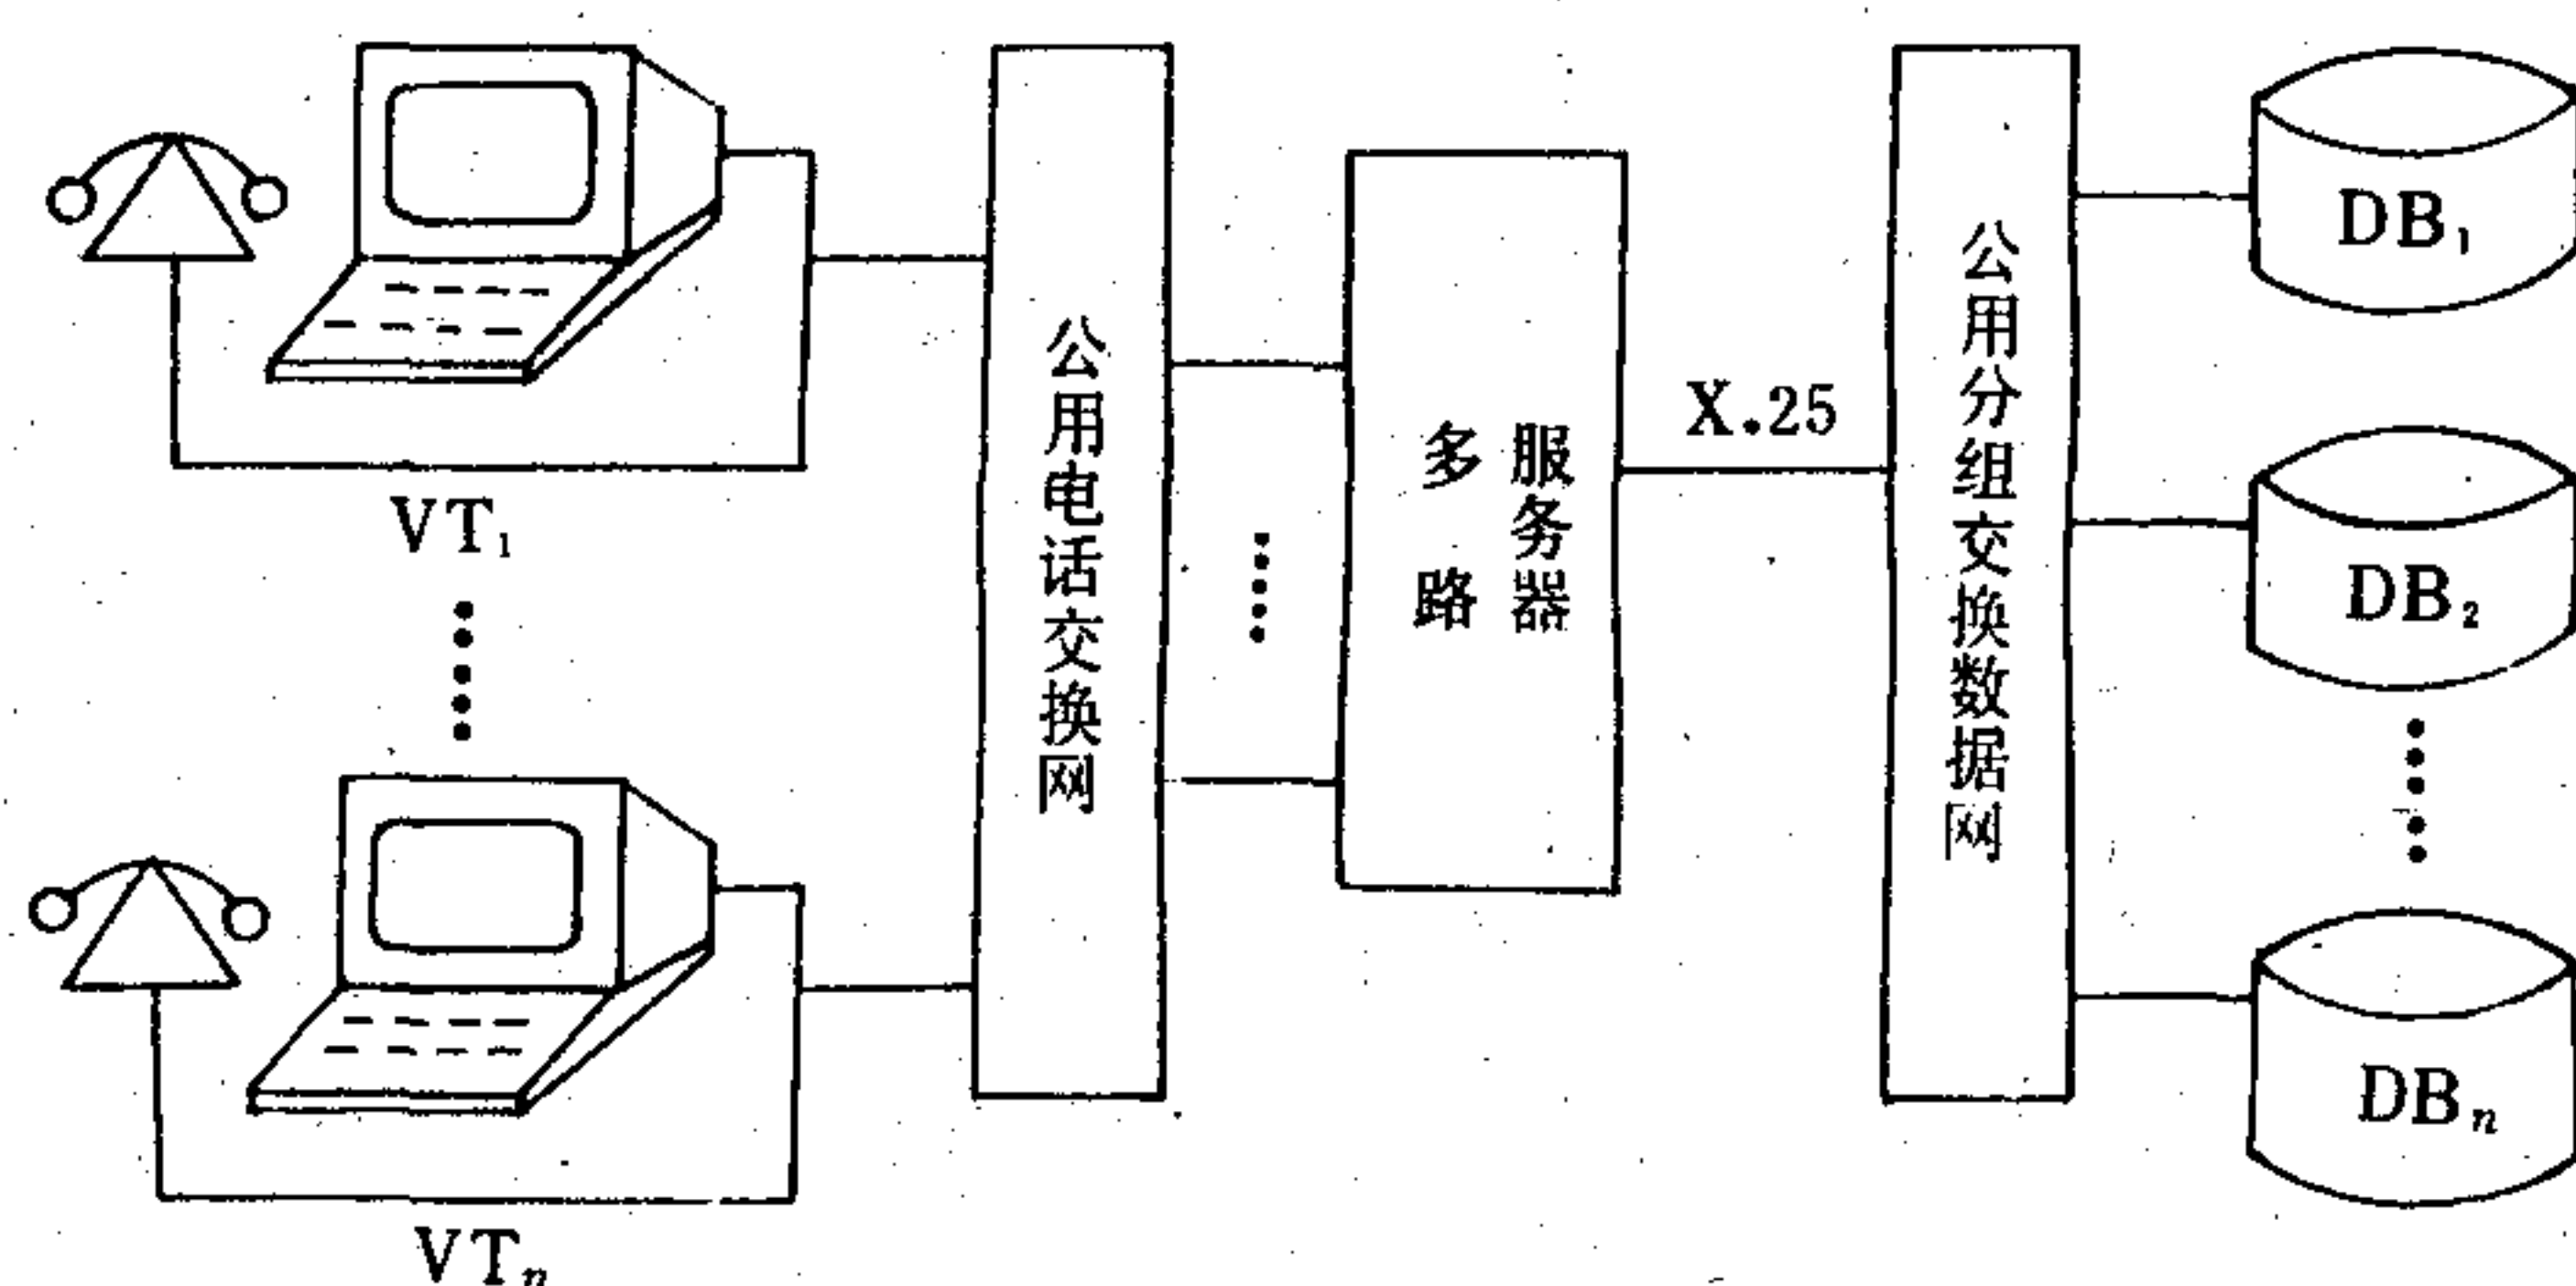 VT₁
VTₙ
公用电话交换网
多路
服务器
X.25
公用分组交换数据网
DB₁
DB₂
DBₙ